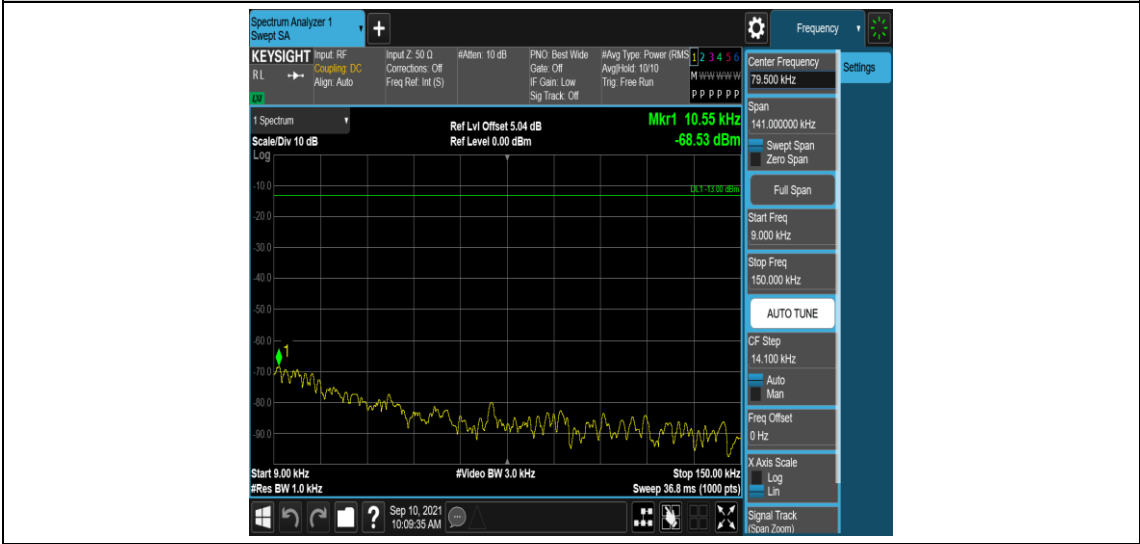 Spectrum Analyzer 1
Swept SA
+
Frequency
KEYSIGHT
RL
LXI
Input: RF
Coupling: DC
Align: Auto
Input Z: 50 Ω
Corrections: Off
Freq Ref: Int (S)
#Atten: 10 dB
PNO: Best Wide
Gate: Off
IF Gain: Low
Sig Track: Off
#Avg Type: Power (RMS
Avg|Hold: 10/10
Trig: Free Run
1 2 3 4 5 6
M W W W W W
P P P P P P
1 Spectrum
Scale/Div 10 dB
Log
Ref Lvl Offset 5.04 dB
Ref Level 0.00 dBm
Mkr1 10.55 kHz
-68.53 dBm
DL1 -13.00 dBm
-10.0
-20.0
-30.0
-40.0
-50.0
-60.0
1
-70.0
-80.0
-90.0
Start 9.00 kHz
#Video BW 3.0 kHz
Stop 150.00 kHz
#Res BW 1.0 kHz
Sweep 36.8 ms (1000 pts)
?
Sep 10, 2021
10:09:35 AM
Center Frequency
79.500 kHz
Settings
Span
141.000000 kHz
Swept Span
Zero Span
Full Span
Start Freq
9.000 kHz
Stop Freq
150.000 kHz
AUTO TUNE
CF Step
14.100 kHz
Auto
Man
Freq Offset
0 Hz
X Axis Scale
Log
Lin
Signal Track
(Span Zoom)